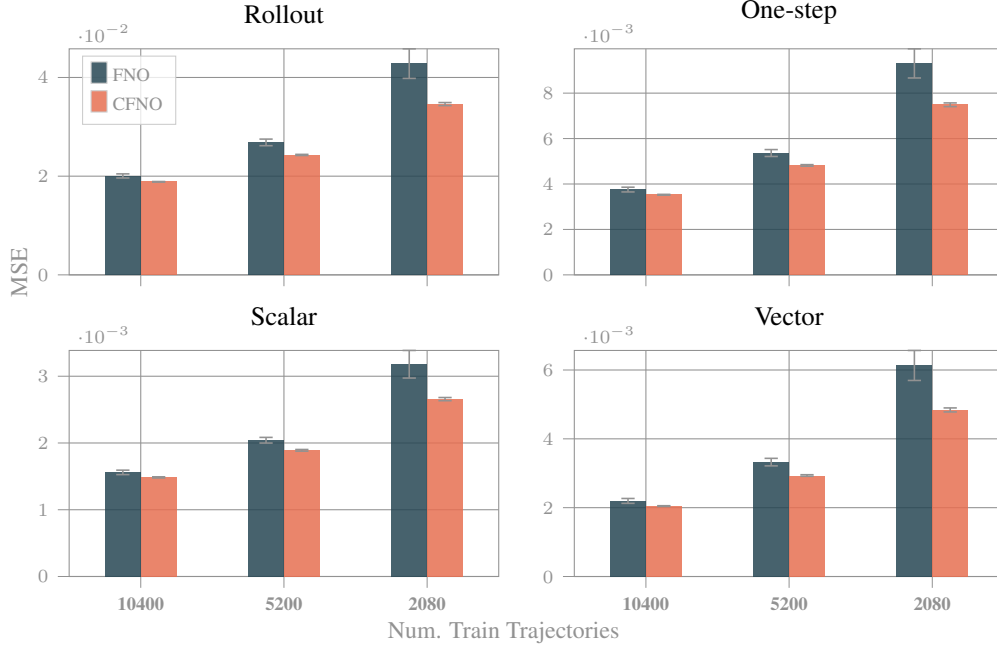 Rollout
·10⁻²
4
2
0
FNO
CFNO
One-step
·10⁻³
8
6
4
2
0
MSE
Scalar
·10⁻³
3
2
1
0
10400 5200 2080
Vector
·10⁻³
6
4
2
0
10400 5200 2080
Num. Train Trajectories